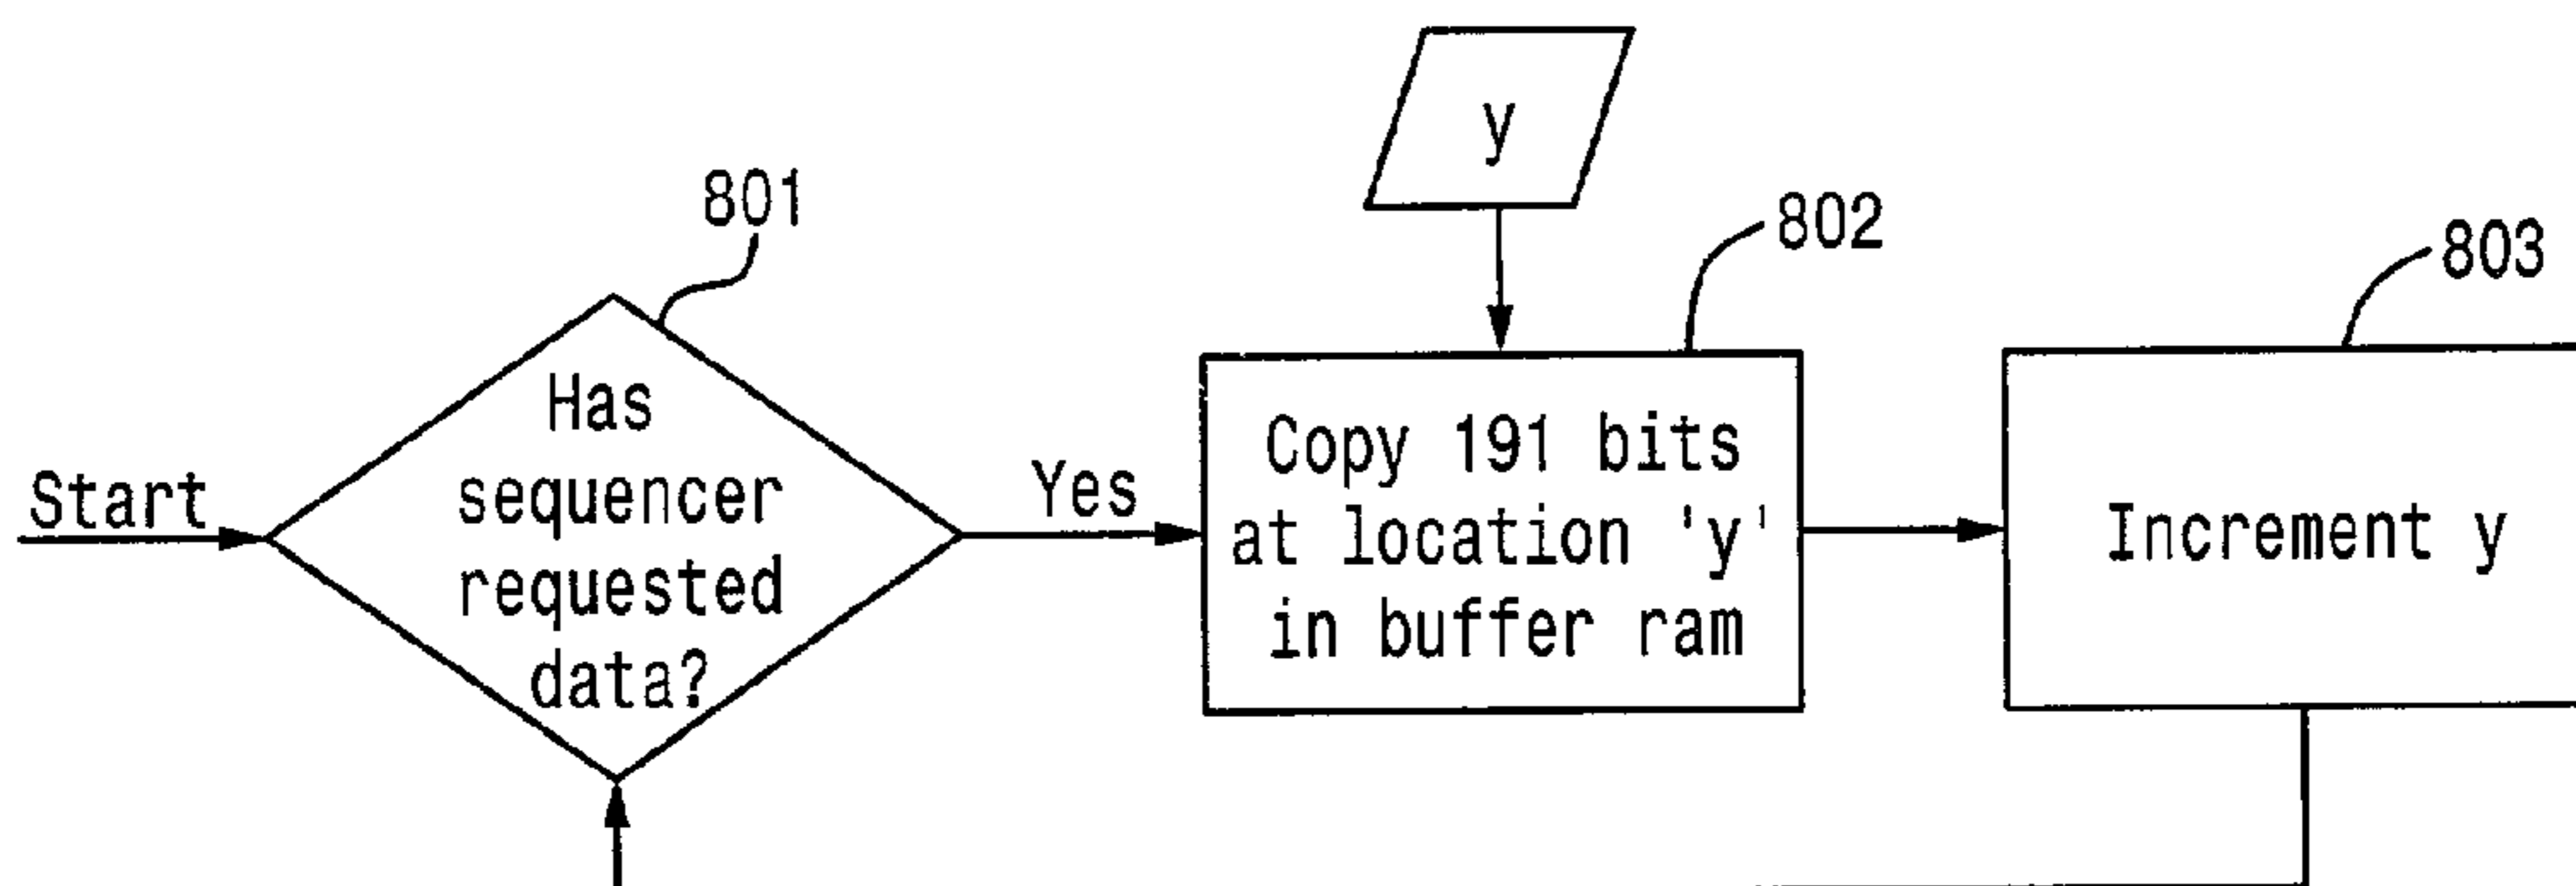 y
801
802
803
Start
Has
sequencer
requested
data?
Yes
Copy 191 bits
at location 'y'
in buffer ram
Increment y